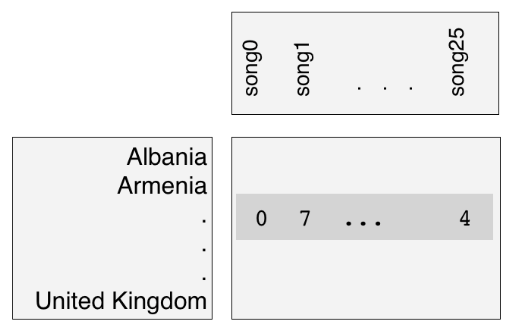 song0 song1 . . . song25
Albania
Armenia
.
0 7 ... 4
.
.
United Kingdom